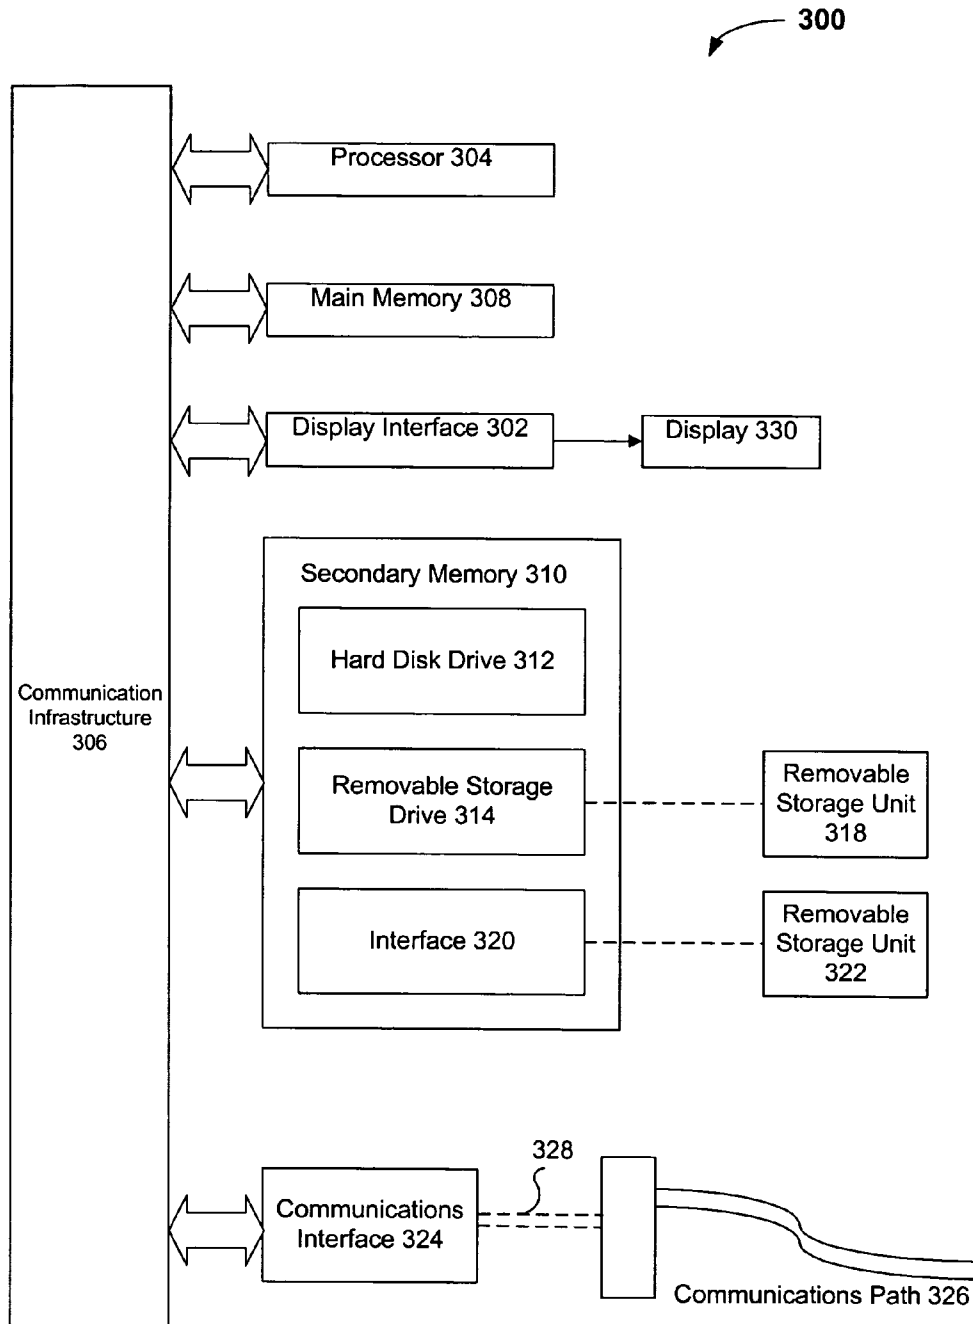 300
Processor 304
Main Memory 308
Display Interface 302
Display 330
Secondary Memory 310
Hard Disk Drive 312
Communication
Infrastructure
306
Removable Storage
Drive 314
Removable
Storage Unit
318
Interface 320
Removable
Storage Unit
322
328
Communications
Interface 324
Communications Path 326